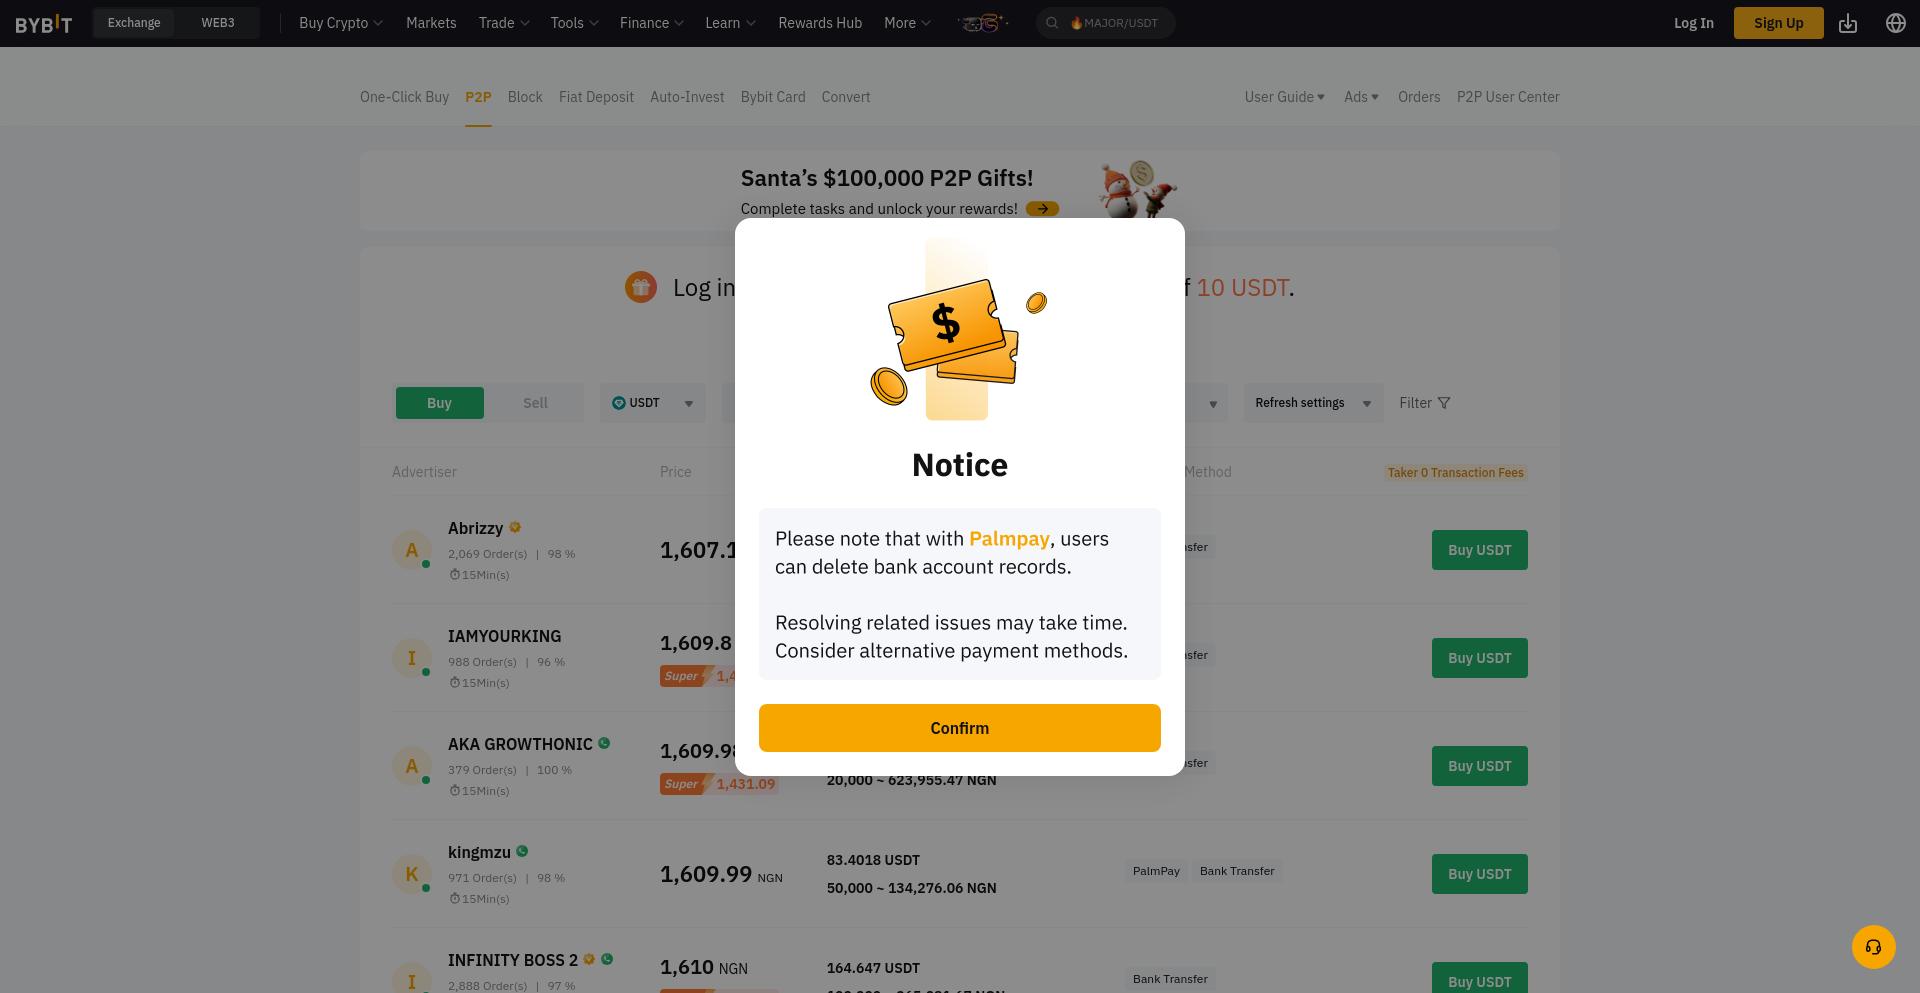 BYBIT
Exchange
WEB3
Buy Crypto
Markets
Trade
Tools
Finance
Learn
Rewards Hub
More
MAJOR/USDT
Log In
Sign Up
One-Click Buy
P2P
Block
Fiat Deposit
Auto-Invest
Bybit Card
Convert
User Guide
Ads
Orders
P2P User Center
Santa’s $100,000 P2P Gifts!
Complete tasks and unlock your rewards!
Log in
10 USDT.
Buy
Sell
USDT
Refresh settings
Filter
Advertiser
Price
Method
Taker 0 Transaction Fees
A
Abrizzy
2,069 Order(s) | 98 %
15Min(s)
1,607.1
Buy USDT
I
IAMYOURKING
988 Order(s) | 96 %
15Min(s)
1,609.8
Super
Buy USDT
A
AKA GROWTHONIC
379 Order(s) | 100 %
15Min(s)
1,609.98
Super 1,431.09
20,000 ~ 623,955.47 NGN
Buy USDT
K
kingmzu
971 Order(s) | 98 %
15Min(s)
1,609.99 NGN
83.4018 USDT
50,000 ~ 134,276.06 NGN
PalmPay
Bank Transfer
Buy USDT
I
INFINITY BOSS 2
2,888 Order(s) | 97 %
1,610 NGN
164.647 USDT
Bank Transfer
Buy USDT
$
Notice
Please note that with Palmpay, users
can delete bank account records.
Resolving related issues may take time.
Consider alternative payment methods.
Confirm